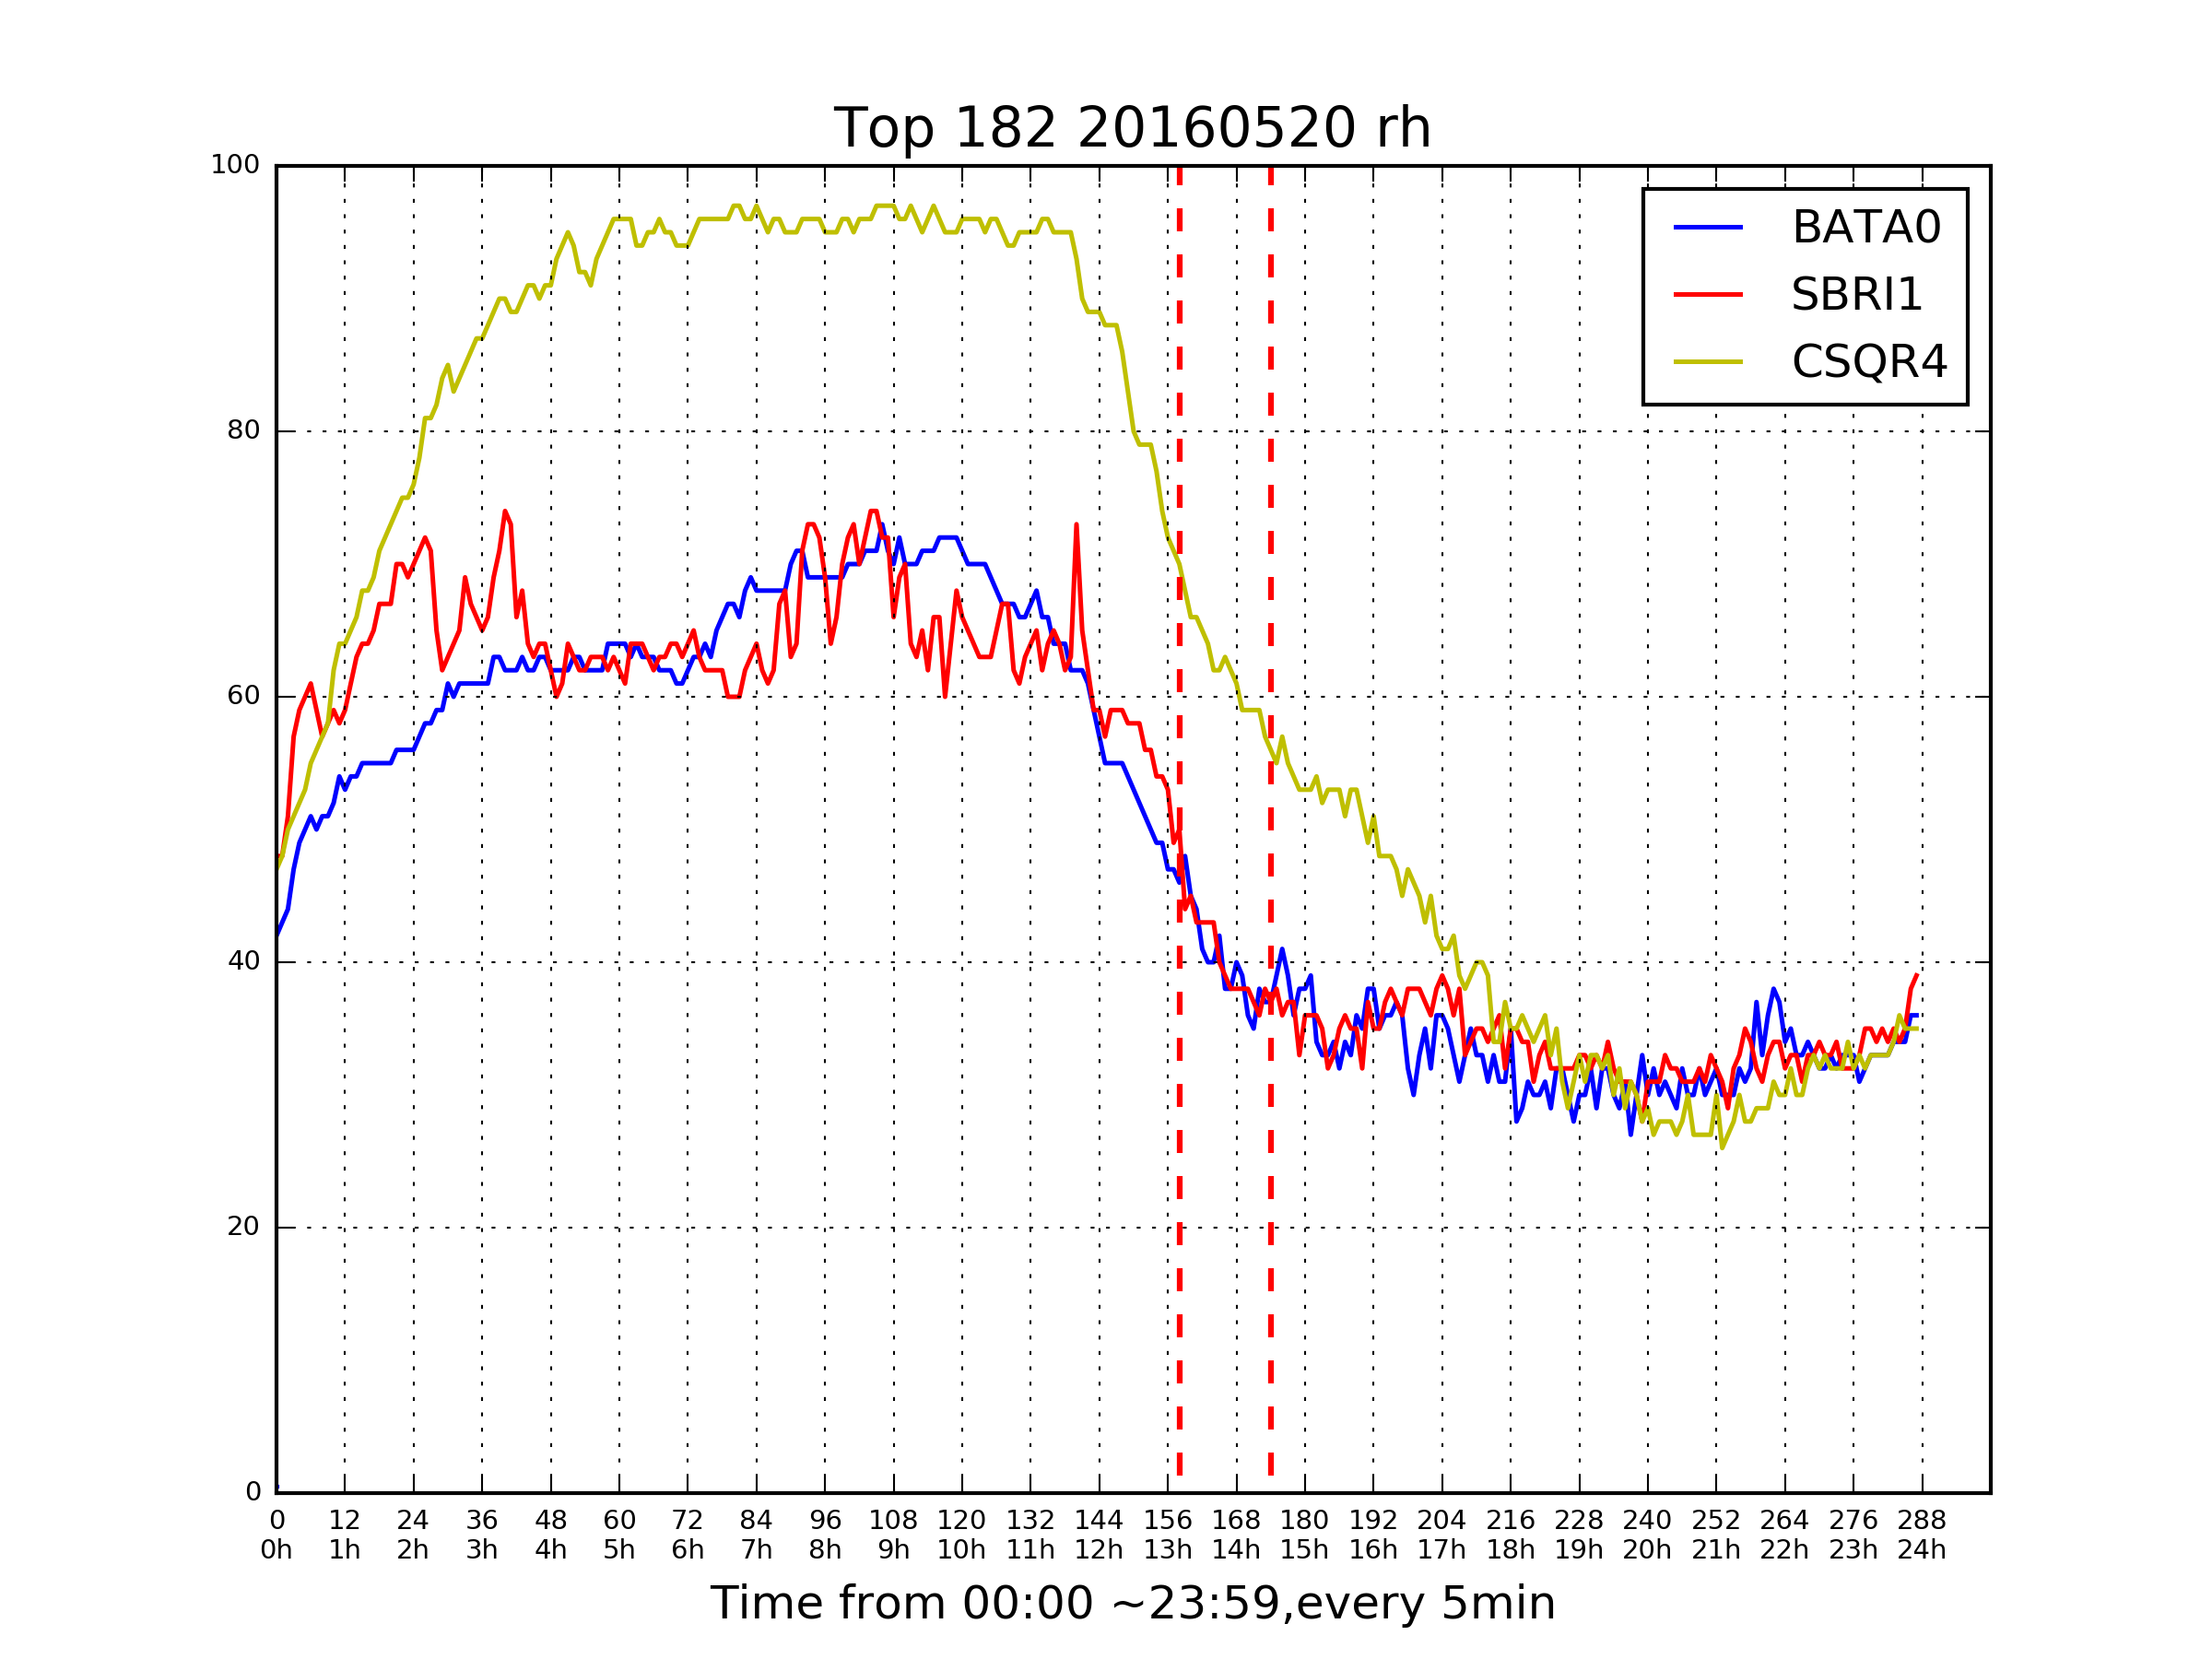 Top 182 20160520 rh
100
80
60
40
20
0
BATA0
SBRI1
CSQR4
0 12 24 36 48 60 72 84 96 108 120 132 144 156 168 180 192 204 216 228 240 252 264 276 288
0h 1h 2h 3h 4h 5h 6h 7h 8h 9h 10h 11h 12h 13h 14h 15h 16h 17h 18h 19h 20h 21h 22h 23h 24h
Time from 00:00 ~23:59,every 5min